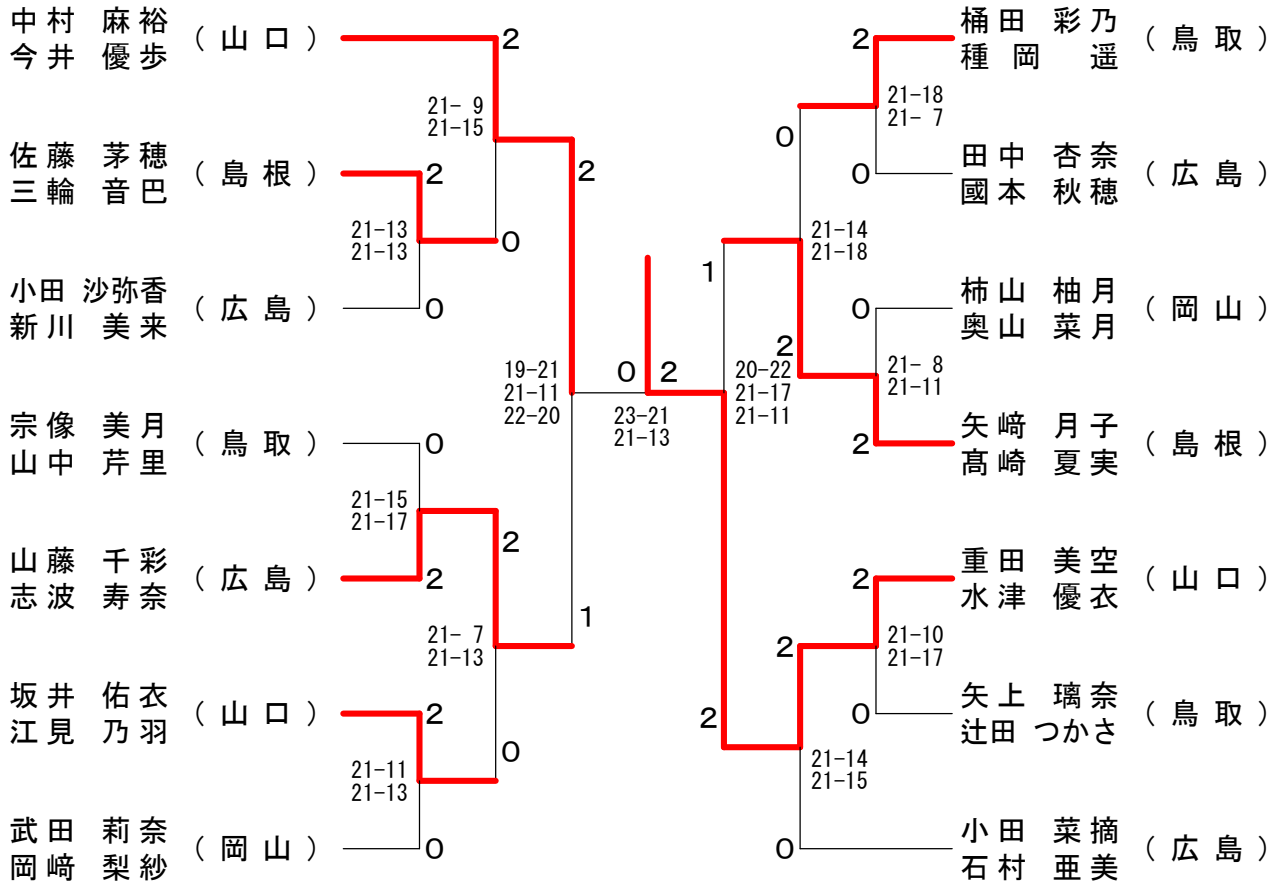 中村 麻裕
今井 優歩
(山口)
2
21- 9
21-15
佐藤 茅穂
三輪 音巴
(島根)
2
21-13
21-13
0
小田 沙弥香
新川 美来
(広島)
0
2
19-21
21-11
22-20
宗像 美月
山中 芹里
(鳥取)
0
21-15
21-17
2
山藤 千彩
志波 寿奈
(広島)
2
21- 7
21-13
1
坂井 佑衣
江見 乃羽
(山口)
2
21-11
21-13
0
武田 莉奈
岡﨑 梨紗
(岡山)
0
0 2
23-21
21-13
桶田 彩乃
種岡 遥
(鳥取)
2
21-18
21- 7
0
田中 杏奈
國本 秋穂
(広島)
0
21-14
21-18
1
柿山 柚月
奥山 菜月
(岡山)
0
2
21- 8
21-11
20-22
21-17
21-11
矢﨑 月子
髙崎 夏実
(島根)
2
重田 美空
水津 優衣
(山口)
2
2
21-10
21-17
矢上 璃奈
辻田 つかさ
(鳥取)
0
2
21-14
21-15
小田 菜摘
石村 亜美
(広島)
0